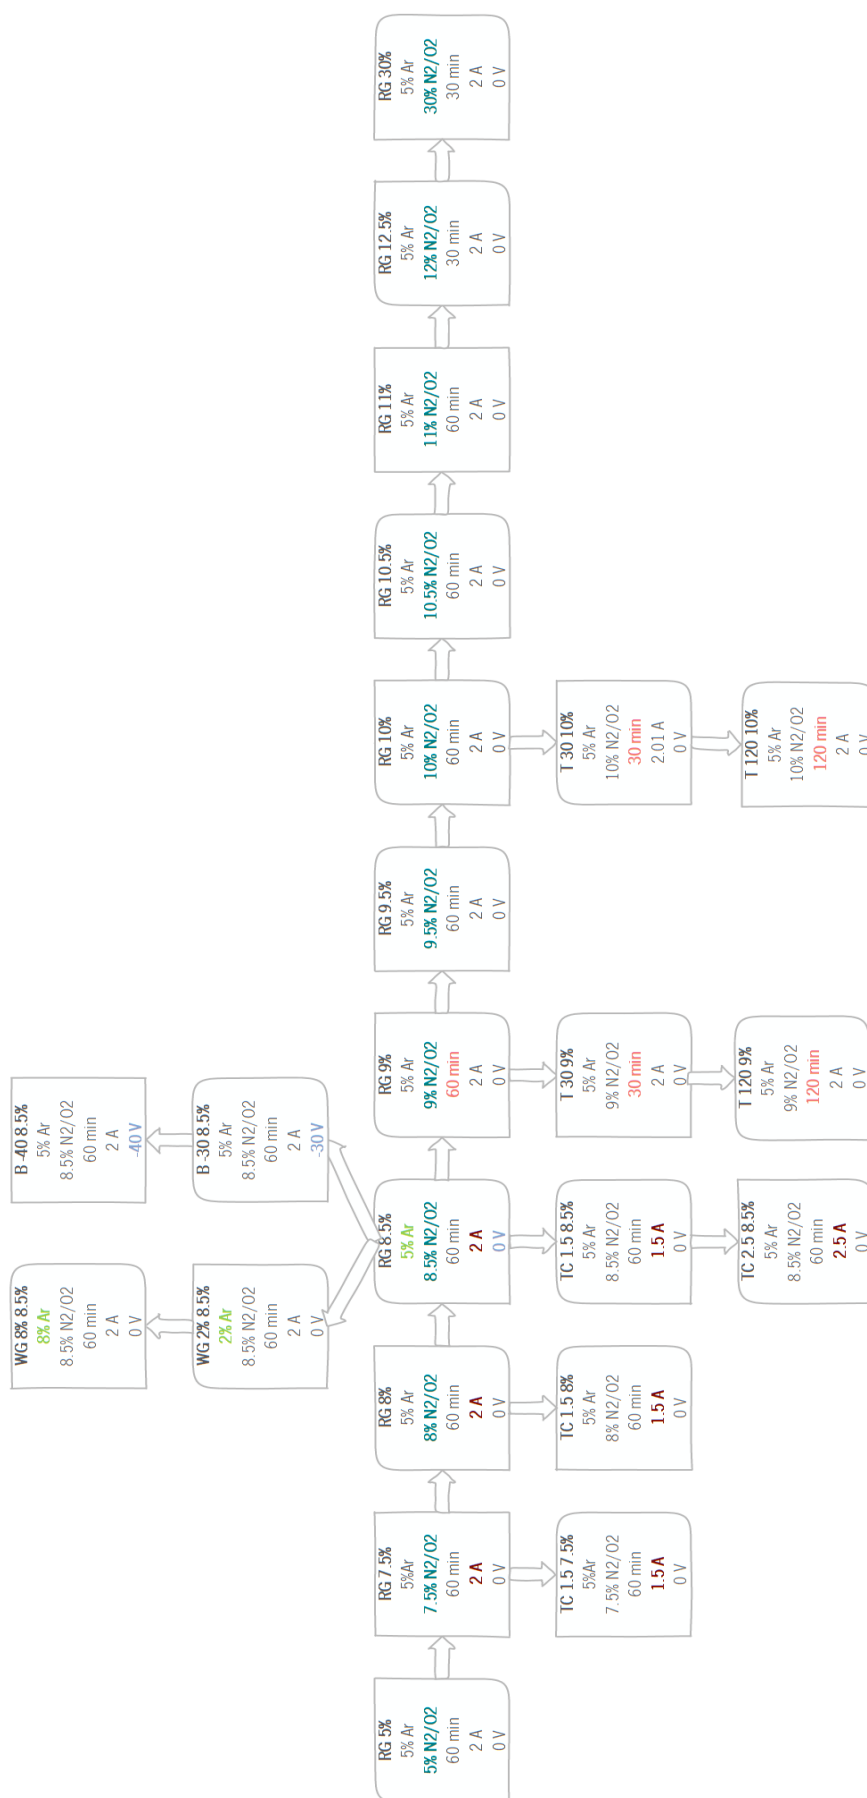 WG 8% 8.5%
8% Ar
8.5% N2/O2
60 min
2 A
0 V
B -40 8.5%
5% Ar
8.5% N2/O2
60 min
2 A
-40 V
WG 2% 8.5%
2% Ar
8.5% N2/O2
60 min
2 A
0 V
B -30 8.5%
5% Ar
8.5% N2/O2
60 min
2 A
-30 V
RG 5%
5% Ar
5% N2/O2
60 min
2 A
0 V
RG 7.5%
5%Ar
7.5% N2/O2
60 min
2 A
0 V
RG 8%
5% Ar
8% N2/O2
60 min
2 A
0 V
RG 8.5%
5% Ar
8.5% N2/O2
60 min
2 A
0 V
RG 9%
5% Ar
9% N2/O2
60 min
2 A
0 V
RG 9.5%
5% Ar
9.5% N2/O2
60 min
2 A
0 V
RG 10%
5% Ar
10% N2/O2
60 min
2 A
0 V
RG 10.5%
5% Ar
10.5% N2/O2
60 min
2 A
0 V
RG 11%
5% Ar
11% N2/O2
60 min
2 A
0 V
RG 12.5%
5% Ar
12% N2/O2
30 min
2 A
0 V
RG 30%
5% Ar
30% N2/O2
30 min
2 A
0 V
TC 1.5 7.5%
5%Ar
7.5% N2/O2
60 min
1.5 A
0 V
TC 1.5 8%
5% Ar
8% N2/O2
60 min
1.5 A
0 V
TC 1.5 8.5%
5% Ar
8.5% N2/O2
60 min
1.5 A
0 V
T 30 9%
5% Ar
9% N2/O2
30 min
2 A
0 V
T 30 10%
5% Ar
10% N2/O2
30 min
2.01 A
0 V
TC 2.5 8.5%
5% Ar
8.5% N2/O2
60 min
2.5 A
0 V
T 120 9%
5% Ar
9% N2/O2
120 min
2 A
0 V
T 120 10%
5% Ar
10% N2/O2
120 min
2 A
0 V